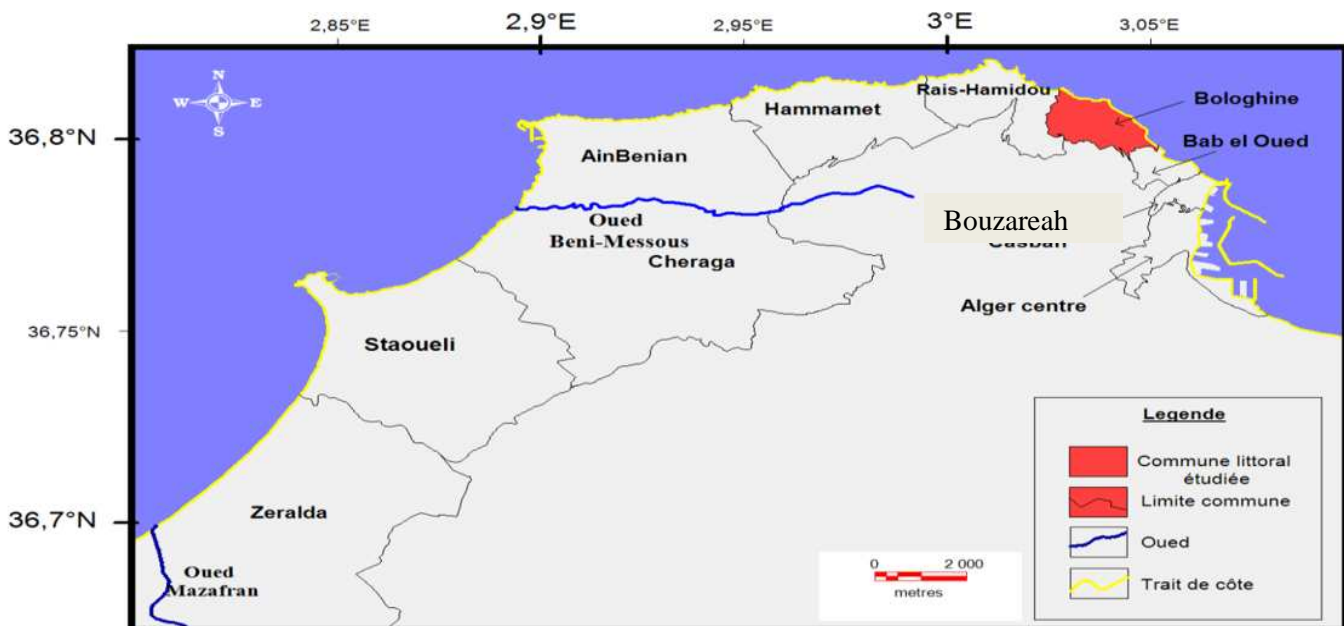 2,85°E
2,9°E
2,95°E
3°E
3,05°E
N
W E
S
36,8°N
36,75°N
36,7°N
Rais-Hamidou
Hammamet
Bologhine
Bab el Oued
AinBenian
Bouzareah
Casbah
Oued
Beni-Messous
Cheraga
Alger centre
Staoueli
Zeralda
Oued
Mazafran
0 2 000
metres
Legende
Commune littoral
étudiée
Limite commune
Oued
Trait de côte